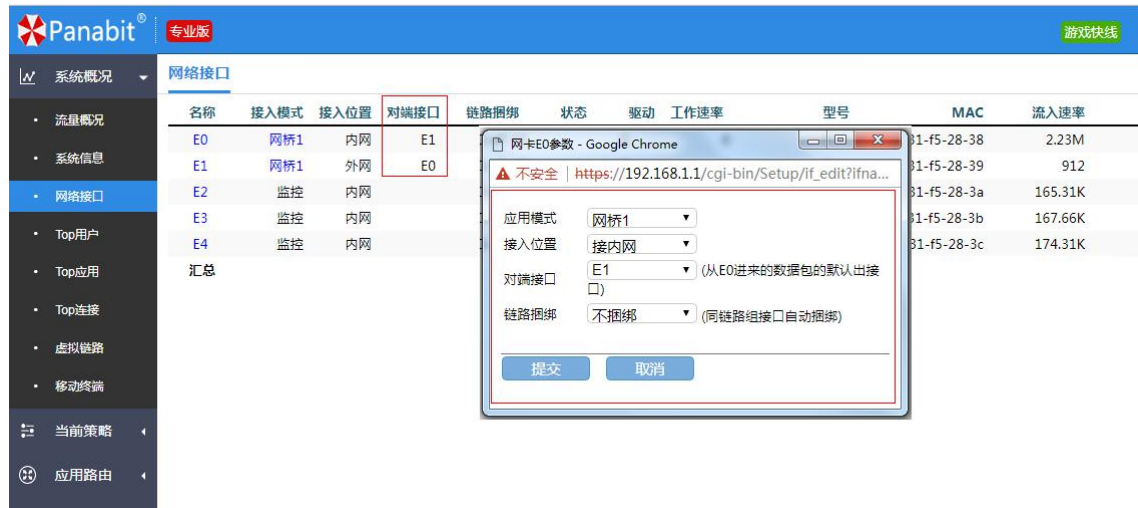 Panabit® 专业版 游戏快线
系统概况 网络接口
名称 接入模式 接入位置 对端接口 链路捆绑 状态 驱动 工作速率 型号 MAC 流入速率
流量概况
E0 网桥1 内网 E1 31-f5-28-38 2.23M
系统信息
E1 网桥1 外网 E0 31-f5-28-39 912
网络接口
E2 监控 内网 31-f5-28-3a 165.31K
Top用户
E3 监控 内网 31-f5-28-3b 167.66K
E4 监控 内网 31-f5-28-3c 174.31K
Top应用
汇总
Top连接
虚拟链路
移动终端
当前策略
应用路由
网卡E0参数 - Google Chrome
不安全 | https://192.168.1.1/cgi-bin/Setup/if_edit?ifna...
应用模式 网桥1
接入位置 接内网
对端接口 E1 (从E0进来的数据包的默认出接
口)
链路捆绑 不捆绑 (同链路组接口自动捆绑)
提交 取消